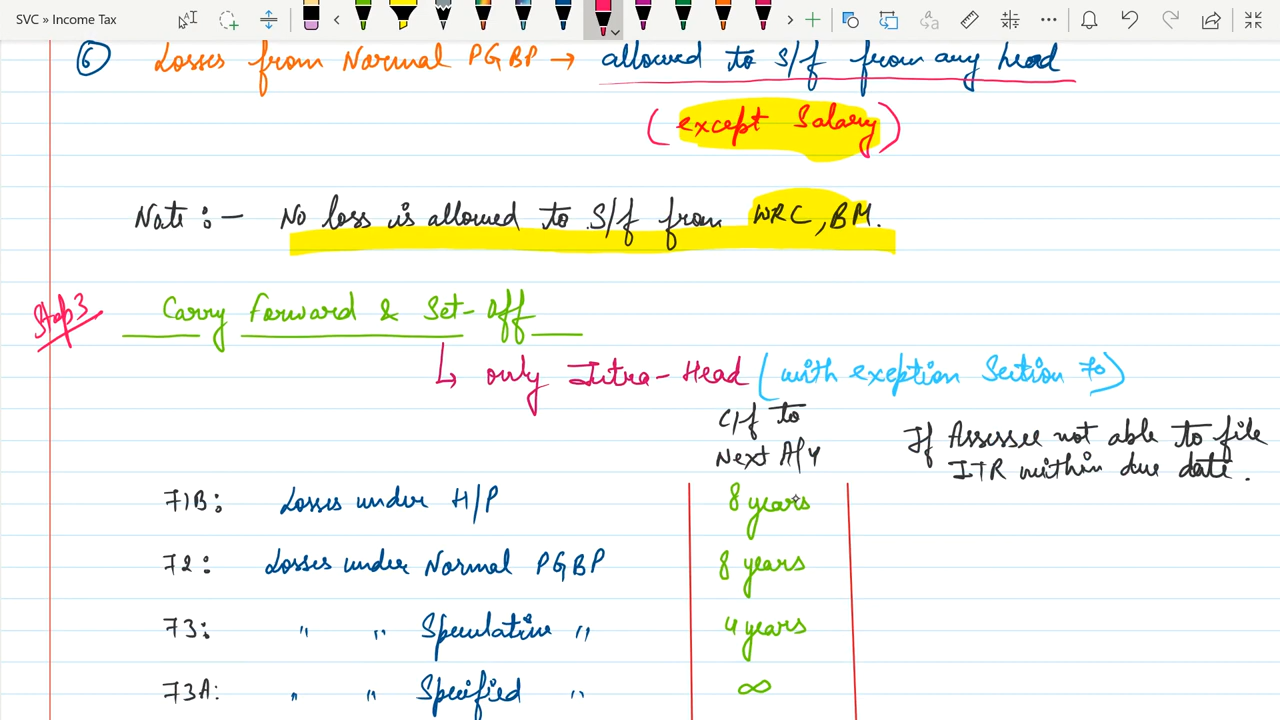 SVC » Income Tax
⑥ Losses from Normal PGBP → allowed to S/f from any head
(except Salary)
Note :- No loss is allowed to S/f from WRC, BM.
Step 3 Carry Forward & Set-Off
↳ only Intra-Head (with exeption Section 70)
C/f to
Next A/Y
If Assessee not able to file
ITR within due date.
71B: Losses under H/P 8 years
72: Losses under Normal PGBP 8 years
73: " " Speculative " 4 years
73A: " " Specified " ∞